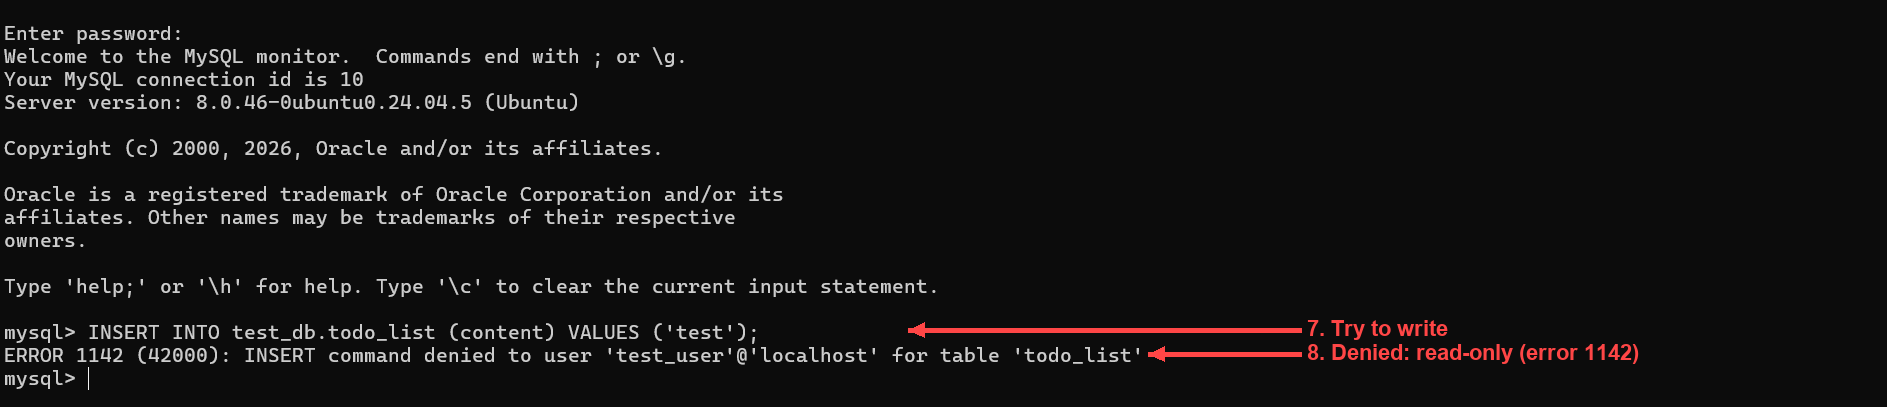 Enter password:
Welcome to the MySQL monitor.  Commands end with ; or \g.
Your MySQL connection id is 10
Server version: 8.0.46-0ubuntu0.24.04.5 (Ubuntu)
Copyright (c) 2000, 2026, Oracle and/or its affiliates.
Oracle is a registered trademark of Oracle Corporation and/or its
affiliates. Other names may be trademarks of their respective
owners.
Type 'help;' or '\h' for help. Type '\c' to clear the current input statement.
mysql> INSERT INTO test_db.todo_list (content) VALUES ('test'); 7. Try to write
ERROR 1142 (42000): INSERT command denied to user 'test_user'@'localhost' for table 'todo_list' 8. Denied: read-only (error 1142)
mysql>